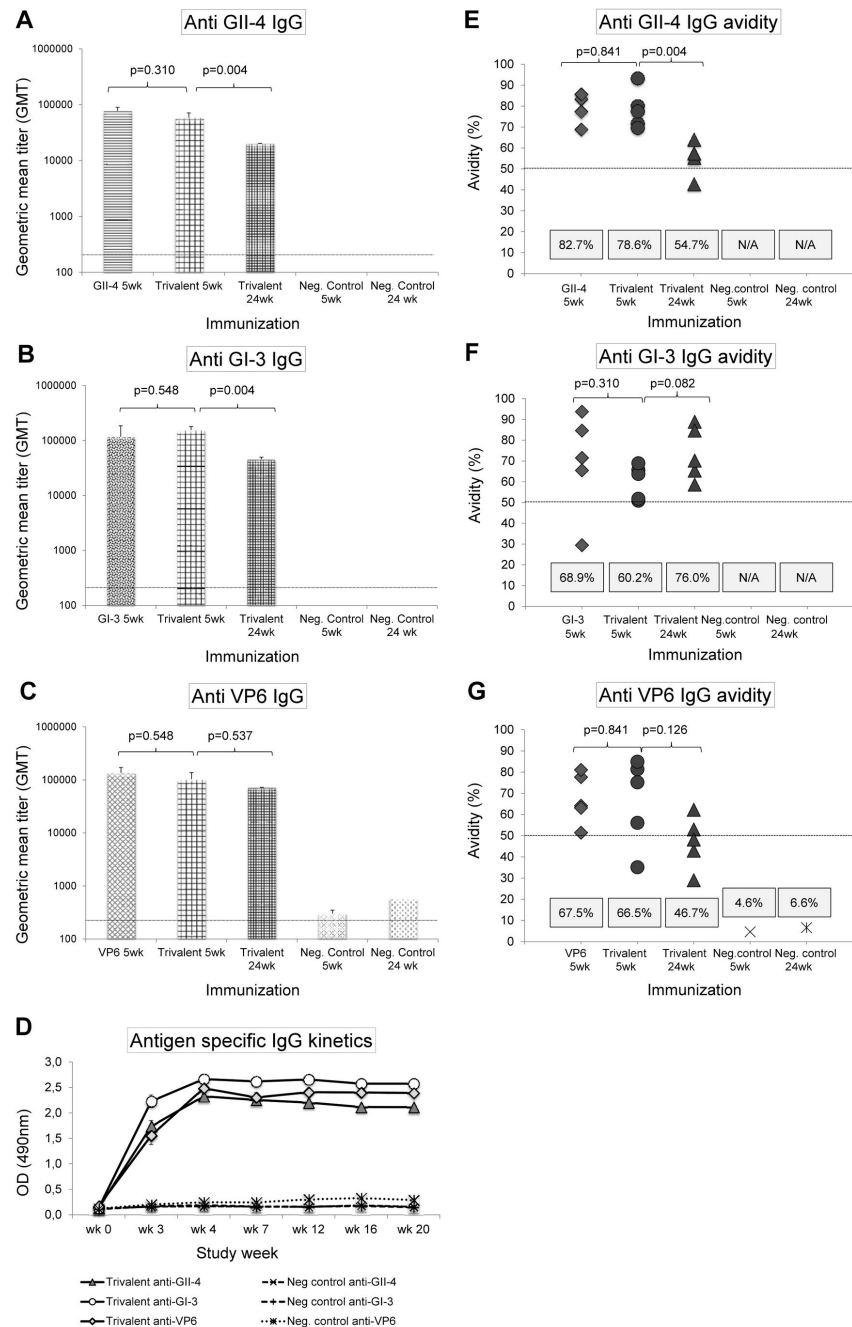 A
Anti GII-4 IgG
Geometric mean titer (GMT)
1000000
100000
10000
1000
100
p=0.310
p=0.004
GII-4 5wk
Trivalent 5wk
Trivalent
24wk
Neg. Control
5wk
Neg. Control
24 wk
Immunization
B
Anti GI-3 IgG
Geometric mean titer (GMT)
1000000
100000
10000
1000
100
p=0.548
p=0.004
GI-3 5wk
Trivalent 5wk
Trivalent
24wk
Neg. Control
5wk
Neg. Control
24 wk
Immunization
C
Anti VP6 IgG
Geometric mean titer (GMT)
1000000
100000
10000
1000
100
p=0.548
p=0.537
VP6 5wk
Trivalent 5wk
Trivalent
24wk
Neg. Control
5wk
Neg. Control
24 wk
Immunization
D
Antigen specific IgG kinetics
OD (490nm)
3,0
2,5
2,0
1,5
1,0
0,5
0,0
wk 0
wk 3
wk 4
wk 7
wk 12
wk 16
wk 20
Study week
Trivalent anti-GII-4
Neg control anti-GII-4
Trivalent anti-GI-3
Neg control anti-GI-3
Trivalent anti-VP6
Neg. control anti-VP6
E
Anti GII-4 IgG avidity
Avidity (%)
100
90
80
70
60
50
40
30
20
10
0
p=0.841
p=0.004
82.7%
78.6%
54.7%
N/A
N/A
GII-4
5wk
Trivalent
5wk
Trivalent
24wk
Neg.control
5wk
Neg.control
24wk
Immunization
F
Anti GI-3 IgG avidity
Avidity (%)
100
90
80
70
60
50
40
30
20
10
0
p=0.310
p=0.082
68.9%
60.2%
76.0%
N/A
N/A
GI-3
5wk
Trivalent
5wk
Trivalent
24wk
Neg.control
5wk
Neg.control
24wk
Immunization
G
Anti VP6 IgG avidity
Avidity (%)
100
90
80
70
60
50
40
30
20
10
0
p=0.841
p=0.126
67.5%
66.5%
46.7%
4.6%
6.6%
VP6
5wk
Trivalent
5wk
Trivalent
24wk
Neg.control
5wk
Neg.control
24wk
Immunization